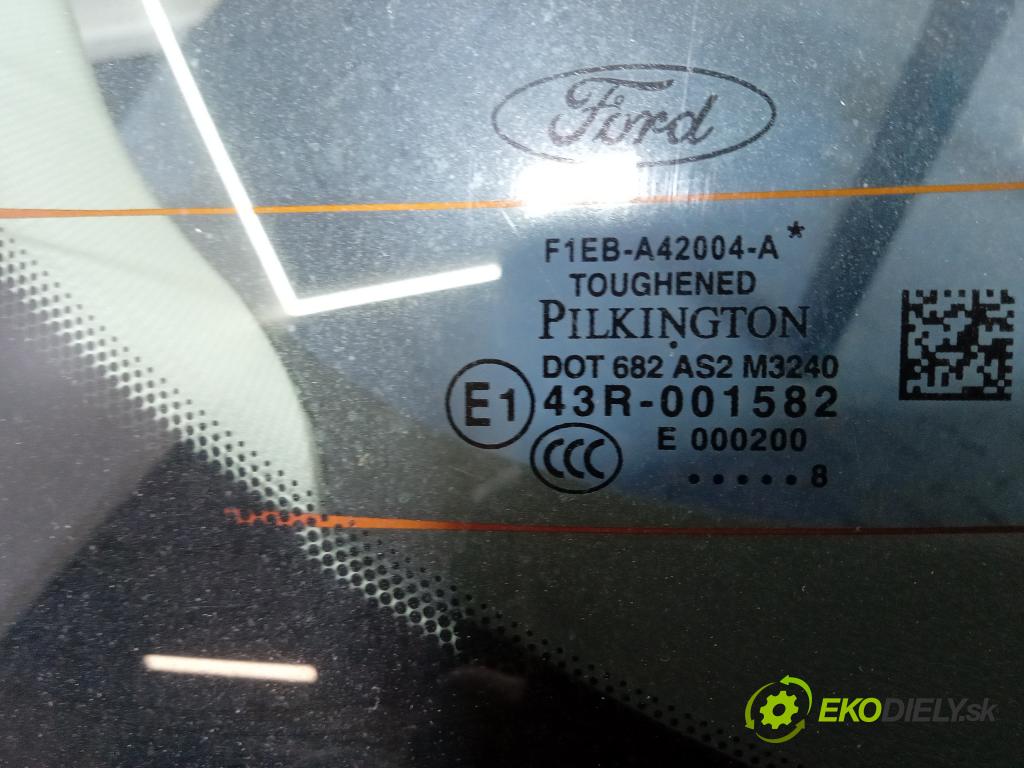 Ford
F1EB-A42004-A*
TOUGHENED
PILKINGTON
DOT 682 AS2 M3240
E1 43R-001582
CCC E 000200
.....8
EKODIELY.sk